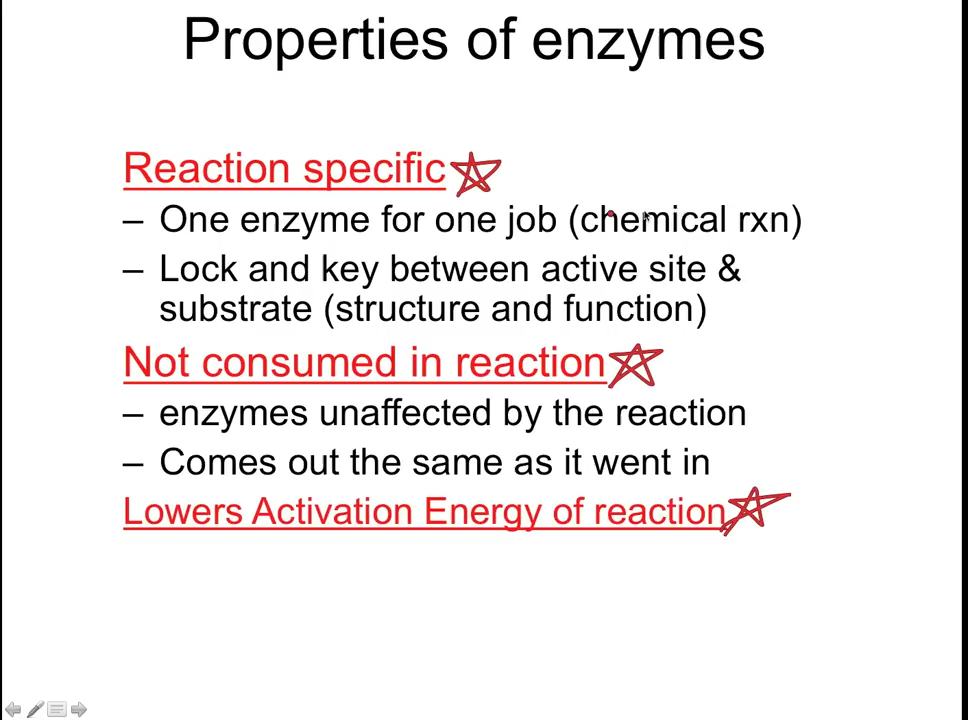 Properties of enzymes
Reaction specific
– One enzyme for one job (chemical rxn)
– Lock and key between active site &
substrate (structure and function)
Not consumed in reaction
– enzymes unaffected by the reaction
– Comes out the same as it went in
Lowers Activation Energy of reaction